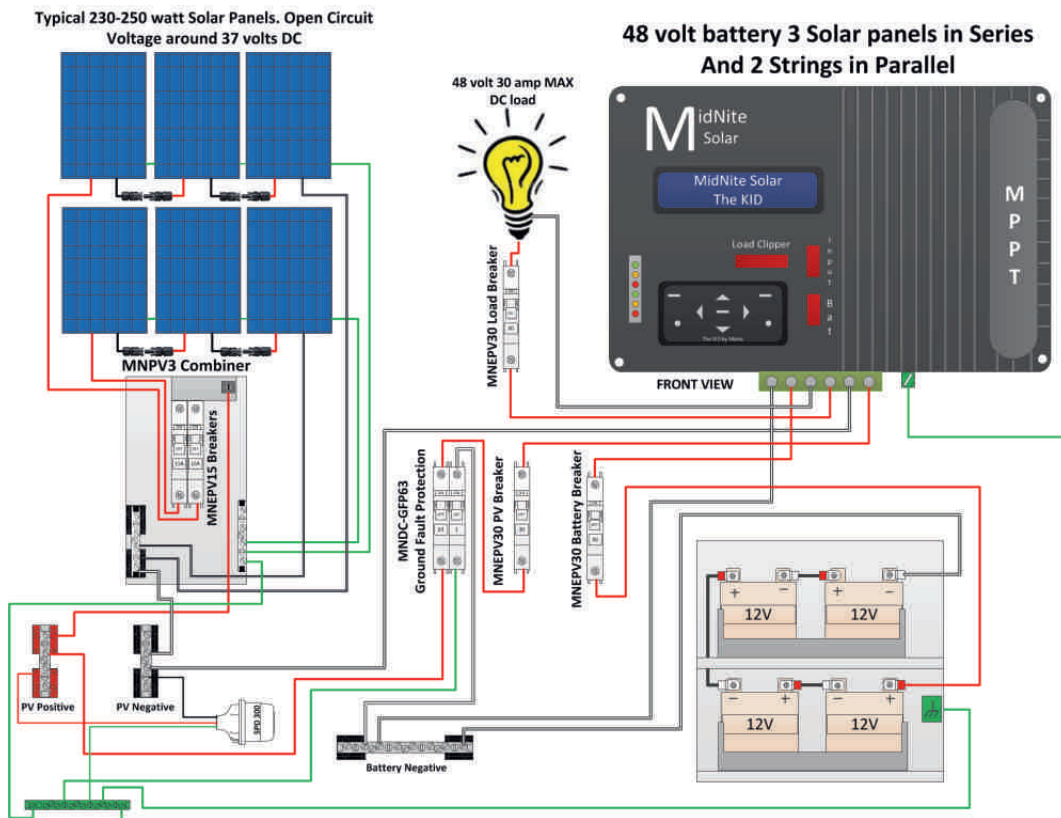 Typical 230-250 watt Solar Panels. Open Circuit
Voltage around 37 volts DC
48 volt battery 3 Solar panels in Series
And 2 Strings in Parallel
48 volt 30 amp MAX
DC load
MidNite
Solar
MidNite Solar
The KID
Load Clipper
Input
Bat
MPPT
FRONT VIEW
MNEPV30 Load Breaker
MNPV3 Combiner
MNEPV15 Breakers
MNDC-GFP63
Ground Fault Protection
MNEPV30 PV Breaker
MNEPV30 Battery Breaker
+ − + −
12V 12V
− + − +
12V 12V
PV Positive
PV Negative
SPD 300
Battery Negative